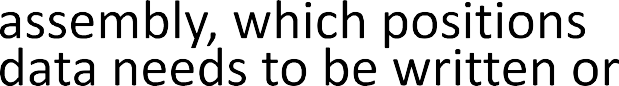 assembly, which positions
data needs to be written or